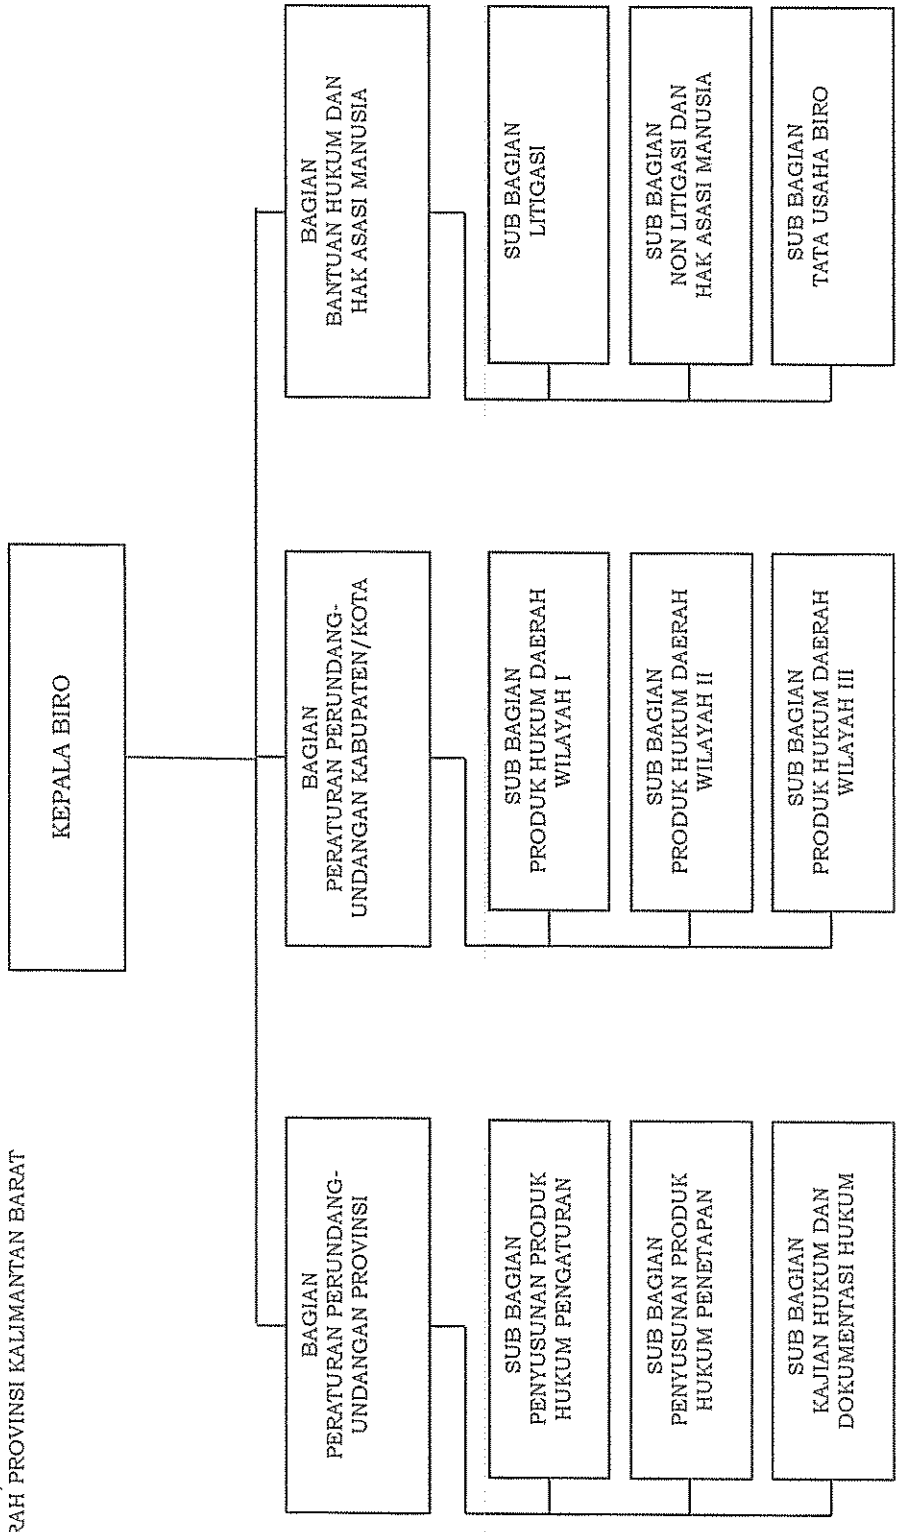 RAH PROVINSI KALIMANTAN BARAT
KEPALA BIRO
BAGIAN
PERATURAN PERUNDANG-
UNDANGAN PROVINSI
SUB BAGIAN
PENYUSUNAN PRODUK
HUKUM PENGATURAN
SUB BAGIAN
PENYUSUNAN PRODUK
HUKUM PENETAPAN
SUB BAGIAN
KAJIAN HUKUM DAN
DOKUMENTASI HUKUM
BAGIAN
PERATURAN PERUNDANG-
UNDANGAN KABUPATEN/KOTA
SUB BAGIAN
PRODUK HUKUM DAERAH
WILAYAH I
SUB BAGIAN
PRODUK HUKUM DAERAH
WILAYAH II
SUB BAGIAN
PRODUK HUKUM DAERAH
WILAYAH III
BAGIAN
BANTUAN HUKUM DAN
HAK ASASI MANUSIA
SUB BAGIAN
LITIGASI
SUB BAGIAN
NON LITIGASI DAN
HAK ASASI MANUSIA
SUB BAGIAN
TATA USAHA BIRO